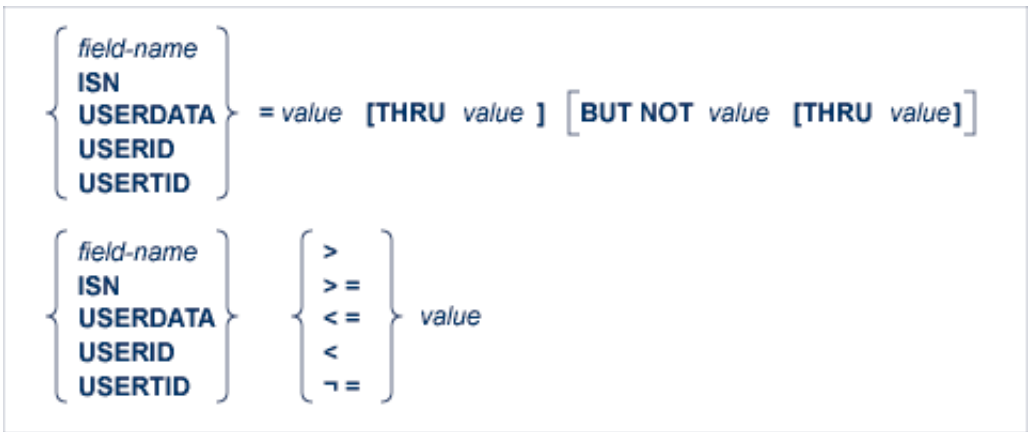 field-name
ISN
USERDATA = value [THRU value ] [BUT NOT value [THRU value]]
USERID
USERTID
field-name >
ISN > =
USERDATA < = value
USERID <
USERTID ¬ =